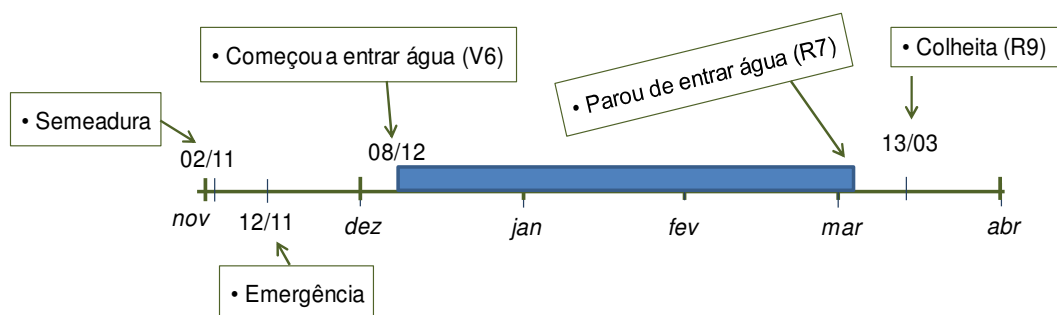 • Começou a entrar água (V6)
• Parou de entrar água (R7)
• Colheita (R9)
• Semeadura
02/11
08/12
13/03
nov
12/11
dez
jan
fev
mar
abr
• Emergência